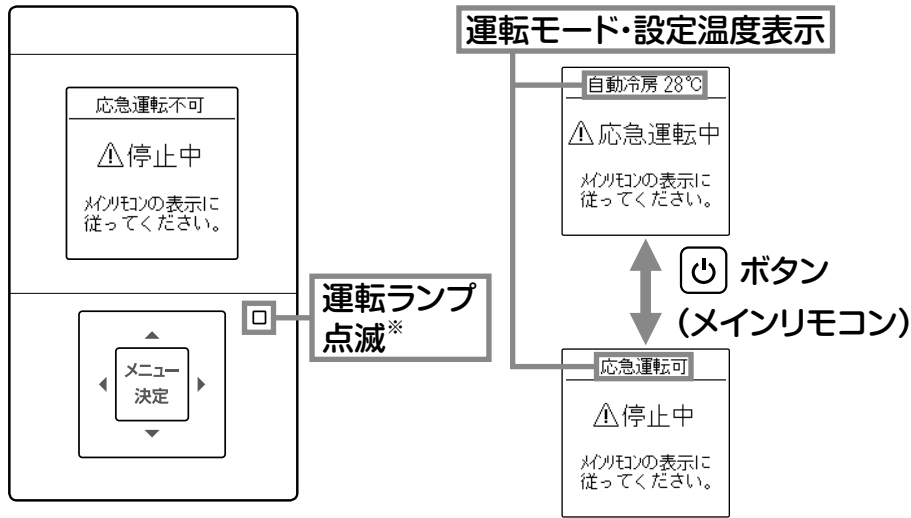 応急運転不可
⚠停止中
メインリモコンの表示に
従ってください。
運転ランプ
点滅※
メニュー
決定
運転モード・設定温度表示
自動冷房 28℃
⚠応急運転中
メインリモコンの表示に
従ってください。
ボタン
(メインリモコン)
応急運転可
⚠停止中
メインリモコンの表示に
従ってください。